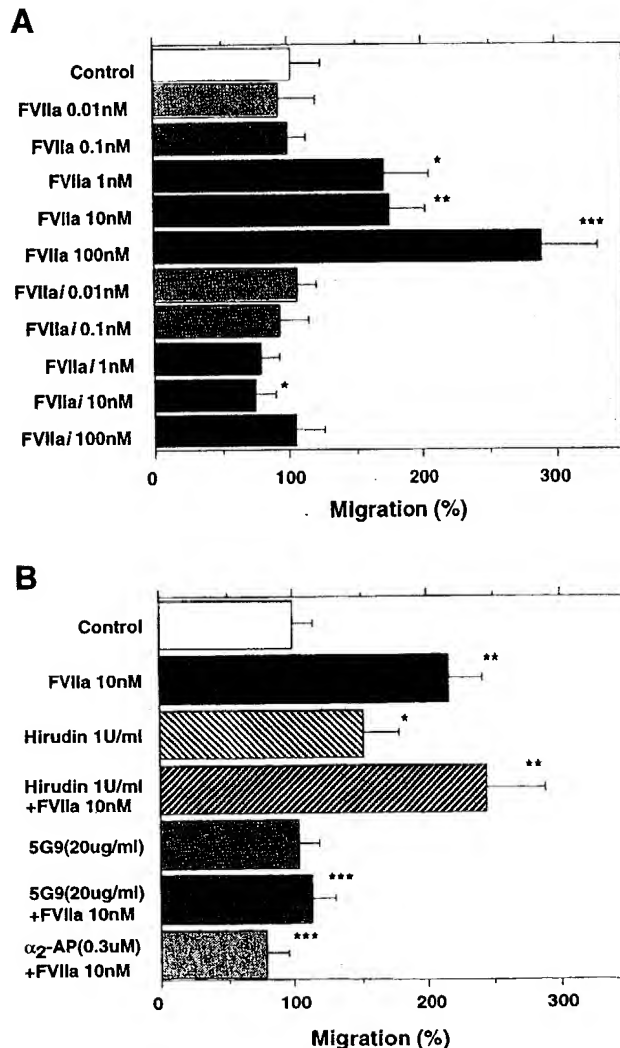 A
Control
FVIIa 0.01nM
FVIIa 0.1nM
FVIIa 1nM
*
FVIIa 10nM
**
FVIIa 100nM
***
FVIIai 0.01nM
FVIIai 0.1nM
FVIIai 1nM
FVIIai 10nM
*
FVIIai 100nM
0 100 200 300
Migration (%)
B
Control
FVIIa 10nM
**
Hirudin 1U/ml
*
Hirudin 1U/ml
+FVIIa 10nM
**
5G9(20ug/ml)
5G9(20ug/ml)
+FVIIa 10nM
***
α2-AP(0.3uM)
+FVIIa 10nM
***
0 100 200 300
Migration (%)